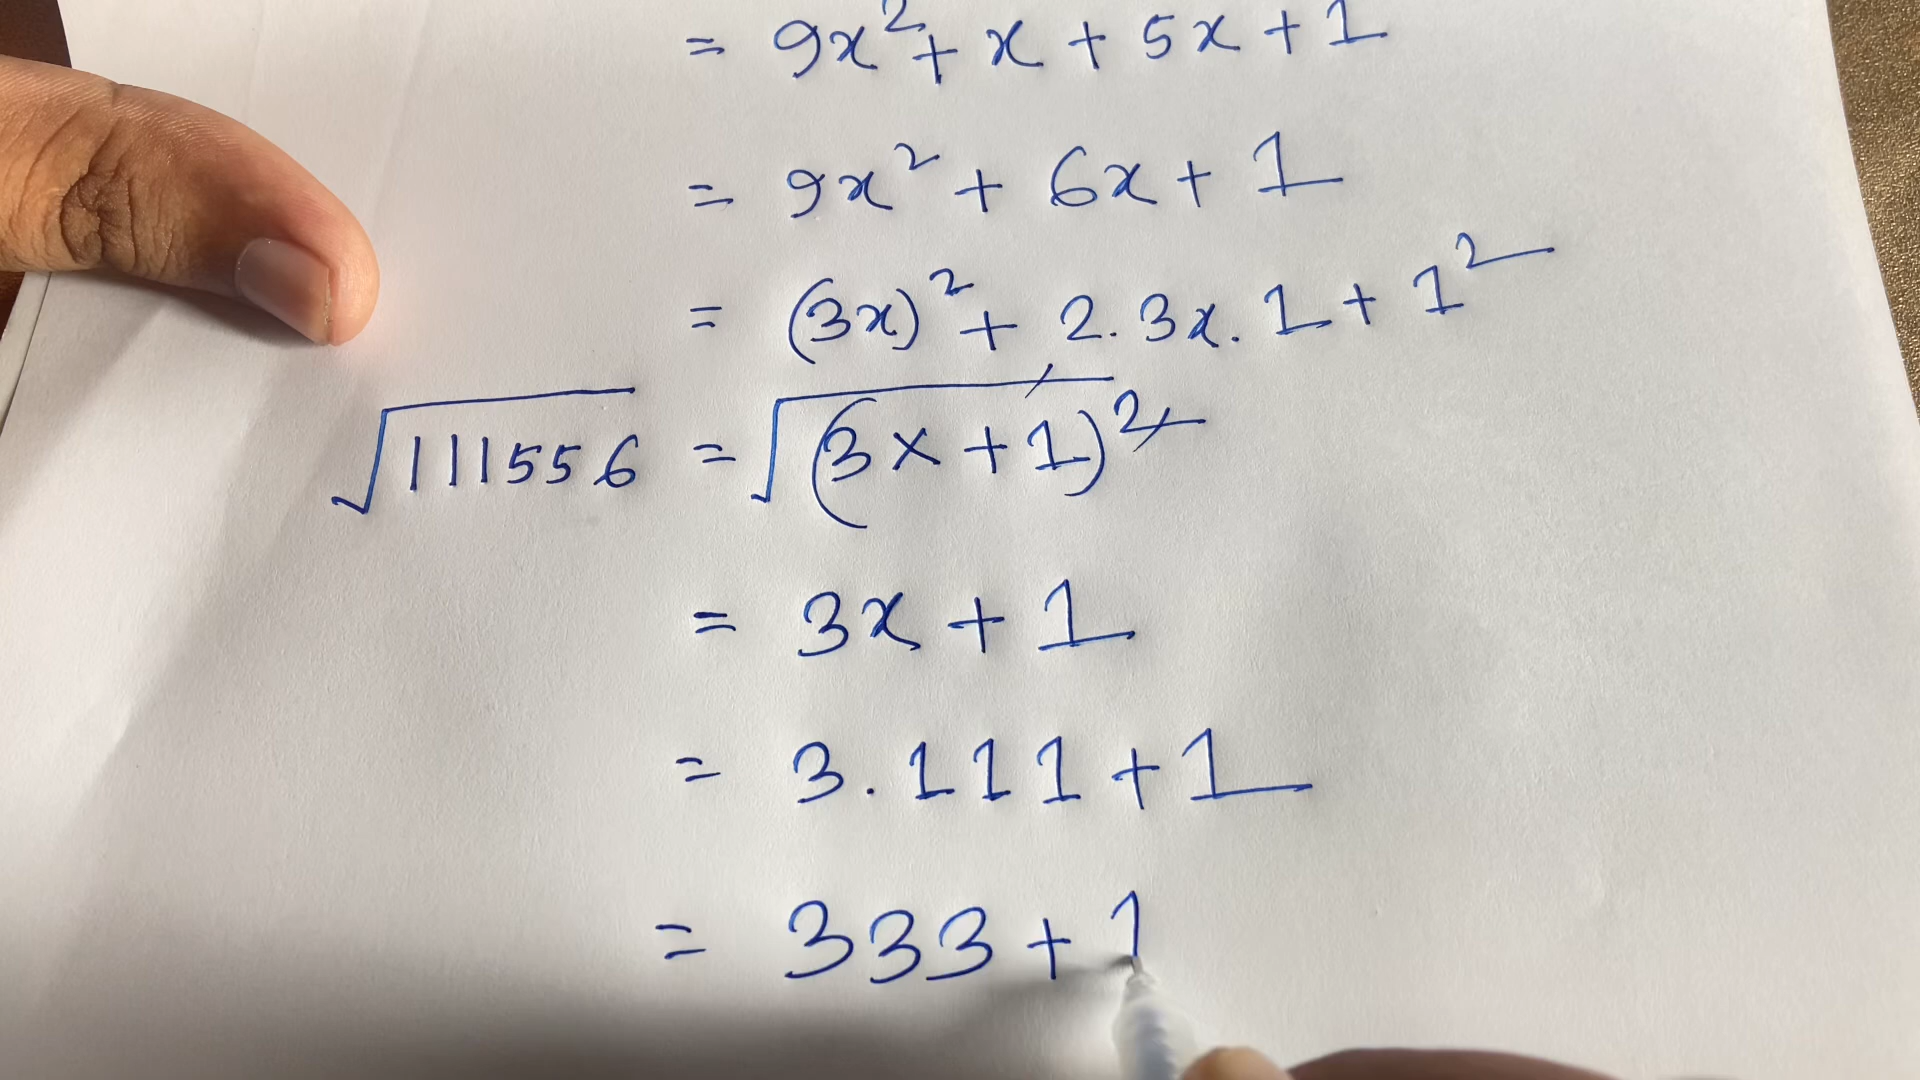 = 9x² + x + 5x + 1
= 9x² + 6x + 1
= (3x)² + 2.3x.1 + 1²
√111556 = √(3x+1)²
= 3x + 1
= 3.111 + 1
= 333 + 1